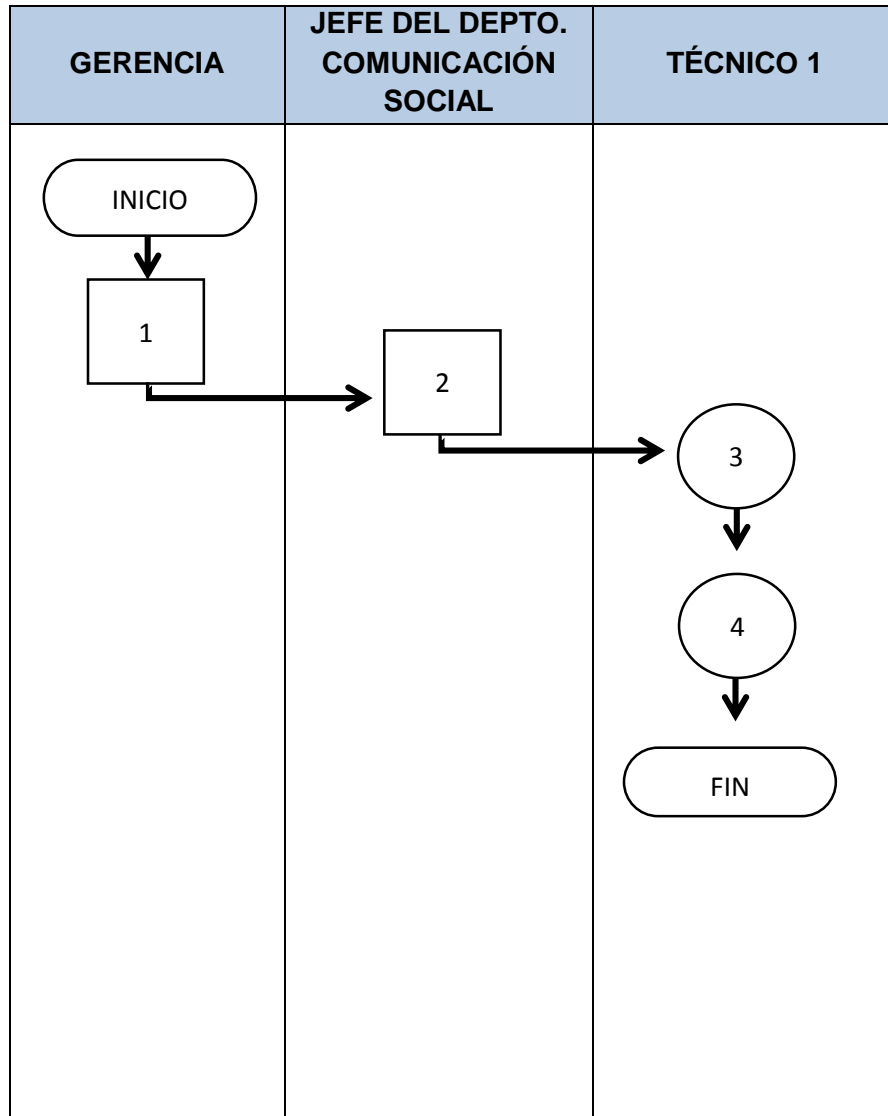 GERENCIA
JEFE DEL DEPTO.
COMUNICACIÓN
SOCIAL
TÉCNICO 1
INICIO
1
2
3
4
FIN